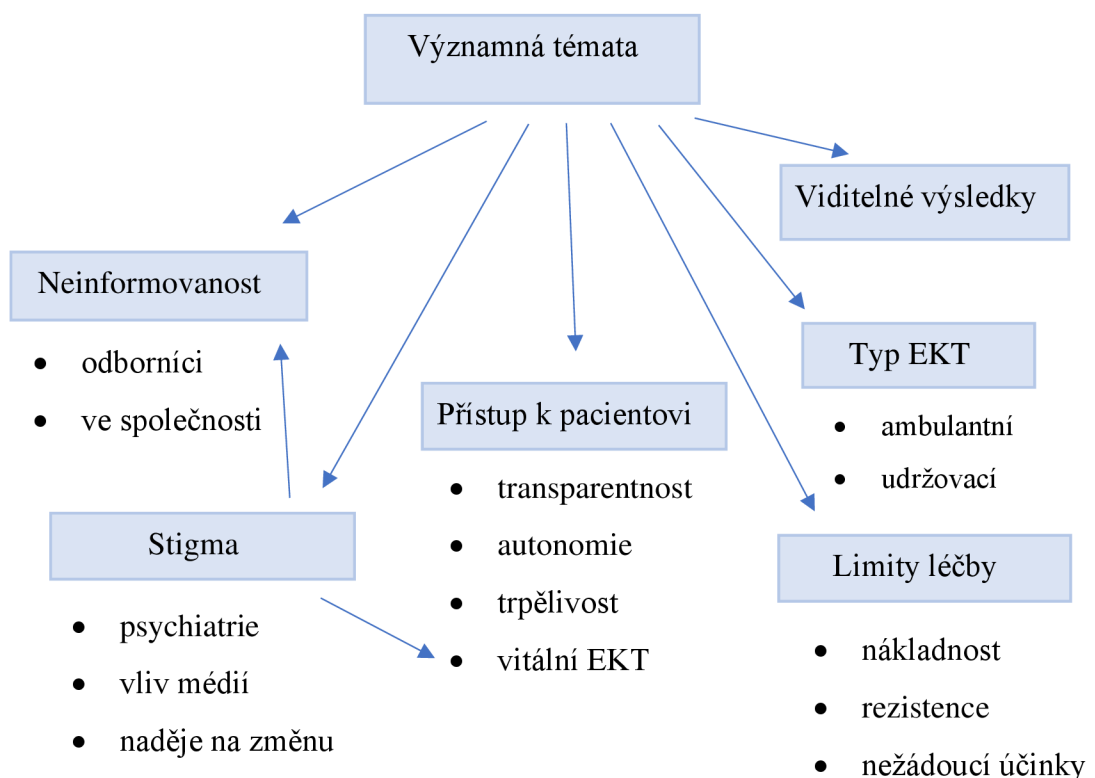 Významná témata
Viditelné výsledky
Neinformovanost
• odborníci
• ve společnosti
Typ EKT
• ambulantní
• udržovací
Přístup k pacientovi
• transparentnost
• autonomie
• trpělivost
• vitální EKT
Stigma
• psychiatrie
• vliv médií
• naděje na změnu
Limity léčby
• nákladnost
• rezistence
• nežádoucí účinky